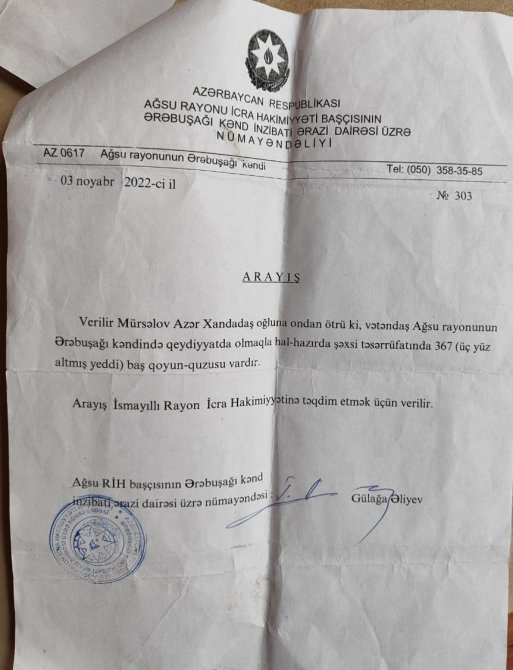 AZƏRBAYCAN RESPUBLİKASI
AĞSU RAYONU İCRA HAKİMİYYƏTİ BAŞÇISININ
ƏRƏBUŞAĞI KƏND İNZİBATİ ƏRAZİ DAİRƏSİ ÜZRƏ
NÜMAYƏNDƏLİYİ
AZ 0617 Ağsu rayonunun Ərəbuşağı kəndi
Tel: (050) 358-35-85
03 noyabr 2022-ci il
№ 303
ARAYIŞ
Verilir Mürsəlov Azər Xandadaş oğluna ondan ötrü ki, vətəndaş Ağsu rayonunun
Ərəbuşağı kəndində qeydiyyatda olmaqla hal-hazırda şəxsi təsərrüfatında 367 (üç yüz
altmış yeddi) baş qoyun-quzusu vardır.
Arayış İsmayıllı Rayon İcra Hakimiyyətinə təqdim etmək üçün verilir.
Ağsu RİH başçısının Ərəbuşağı kənd
inzibati ərazi dairəsi üzrə nümayəndəsi :
Gülağa Əliyev